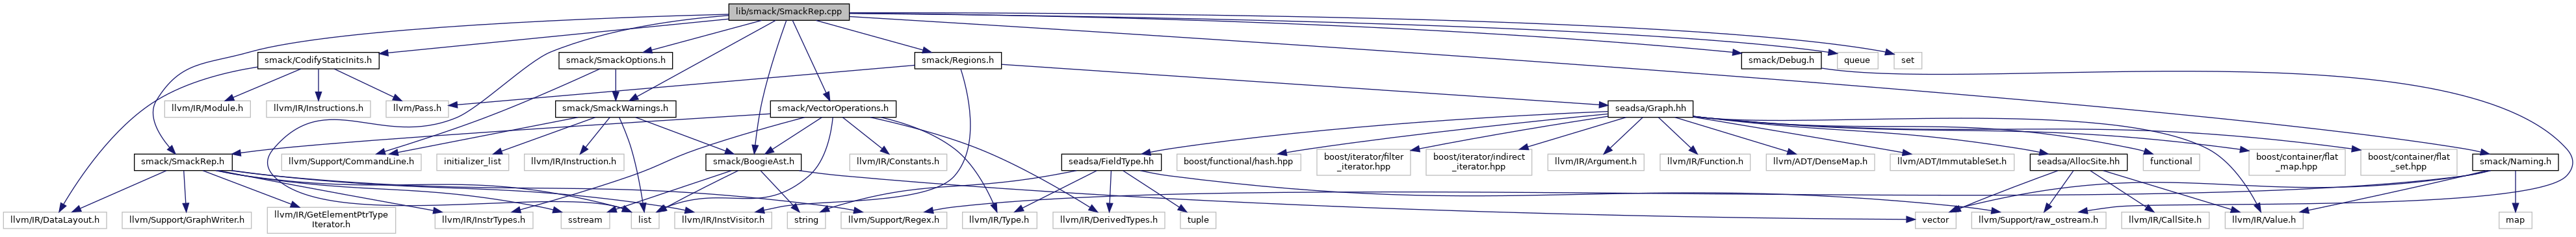 lib/smack/SmackRep.cpp
smack/CodifyStaticInits.h
smack/SmackOptions.h
smack/Regions.h
smack/Debug.h
queue
set
llvm/IR/Module.h
llvm/IR/Instructions.h
llvm/Pass.h
smack/SmackWarnings.h
smack/VectorOperations.h
seadsa/Graph.hh
smack/SmackRep.h
llvm/Support/CommandLine.h
initializer_list
llvm/IR/Instruction.h
smack/BoogieAst.h
llvm/IR/Constants.h
seadsa/FieldType.hh
boost/functional/hash.hpp
boost/iterator/filter
_iterator.hpp
boost/iterator/indirect
_iterator.hpp
llvm/IR/Argument.h
llvm/IR/Function.h
llvm/ADT/DenseMap.h
llvm/ADT/ImmutableSet.h
seadsa/AllocSite.hh
functional
boost/container/flat
_map.hpp
boost/container/flat
_set.hpp
smack/Naming.h
llvm/IR/DataLayout.h
llvm/Support/GraphWriter.h
llvm/IR/GetElementPtrType
Iterator.h
llvm/IR/InstrTypes.h
sstream
list
llvm/IR/InstVisitor.h
string
llvm/Support/Regex.h
llvm/IR/Type.h
llvm/IR/DerivedTypes.h
tuple
vector
llvm/Support/raw_ostream.h
llvm/IR/CallSite.h
llvm/IR/Value.h
map